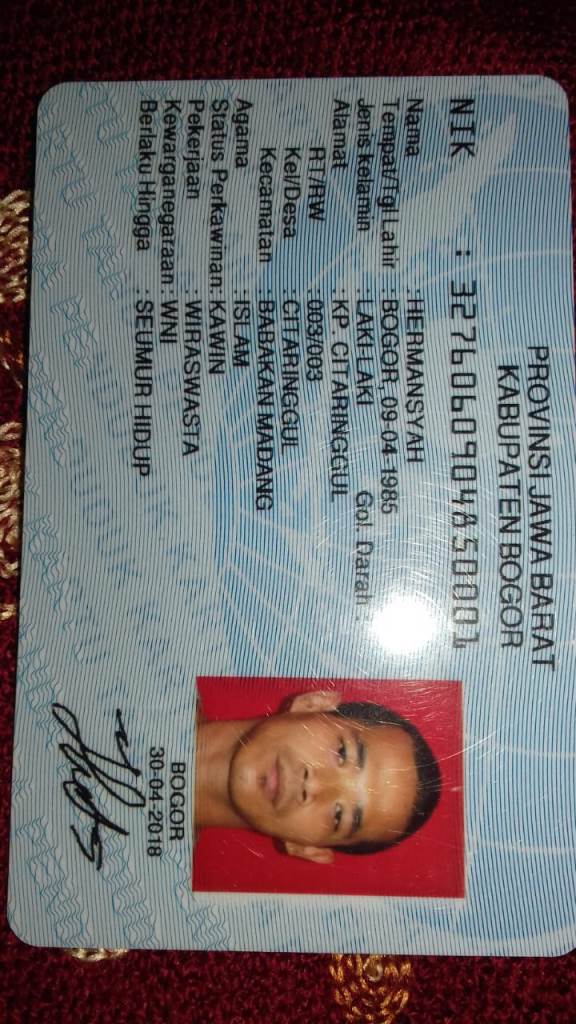 PROVINSI JAWA BARAT
KABUPATEN BOGOR
NIK : 3276060904850001
Nama : HERMANSYAH
Tempat/Tgl Lahir : BOGOR, 09-04-1985
Jenis kelamin : LAKI-LAKI Gol. Darah :
Alamat : KP. CITARINGGUL
RT/RW : 003/003
Kel/Desa : CITARINGGUL
Kecamatan : BABAKAN MADANG
Agama : ISLAM
Status Perkawinan: KAWIN
Pekerjaan : WIRASWASTA
Kewarganegaraan: WNI
Berlaku Hingga : SEUMUR HIDUP
BOGOR
30-04-2018